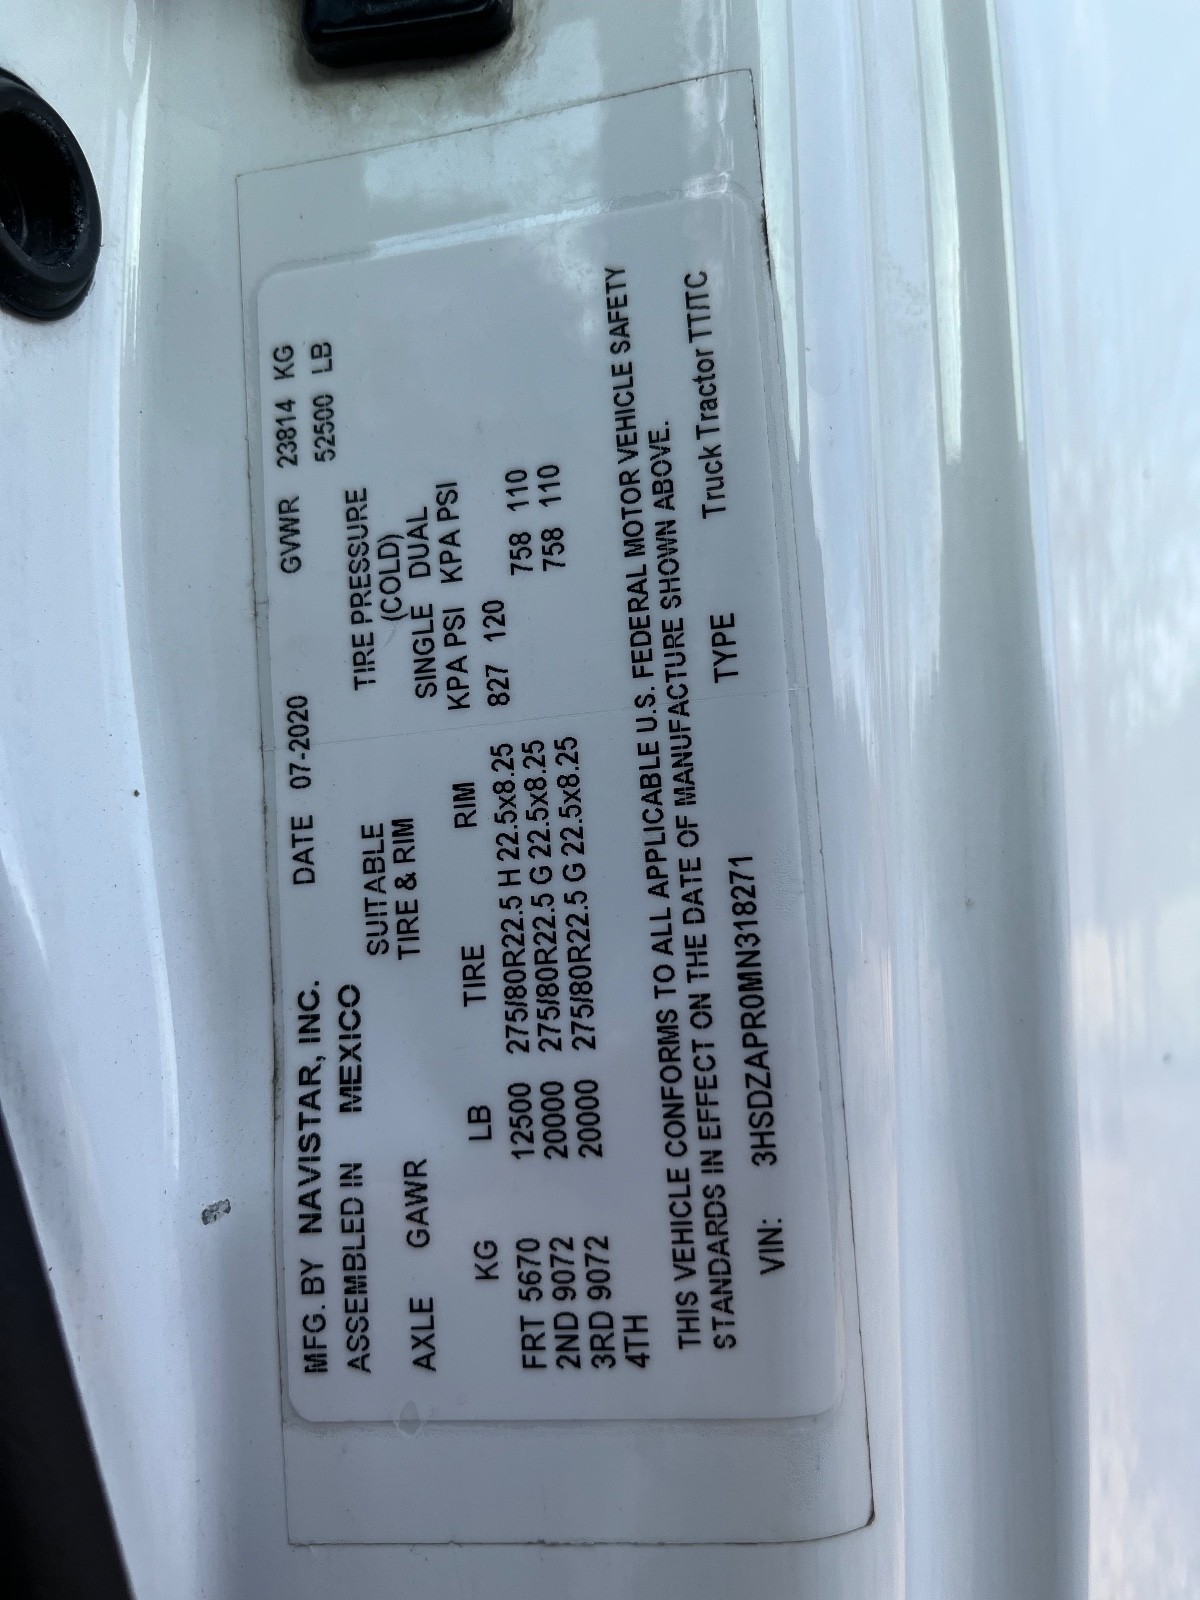 MFG. BY NAVISTAR, INC. DATE 07-2020 GVWR 23814 KG
ASSEMBLED IN MEXICO 52500 LB
SUITABLE TIRE PRESSURE
AXLE GAWR TIRE & RIM (COLD)
SINGLE DUAL
KG LB TIRE RIM KPA PSI KPA PSI
FRT 5670 12500 275/80R22.5 H 22.5x8.25 827 120
2ND 9072 20000 275/80R22.5 G 22.5x8.25 758 110
3RD 9072 20000 275/80R22.5 G 22.5x8.25 758 110
4TH
THIS VEHICLE CONFORMS TO ALL APPLICABLE U.S. FEDERAL MOTOR VEHICLE SAFETY
STANDARDS IN EFFECT ON THE DATE OF MANUFACTURE SHOWN ABOVE.
VIN: 3HSDZAPR0MN318271 TYPE Truck Tractor TT/TC